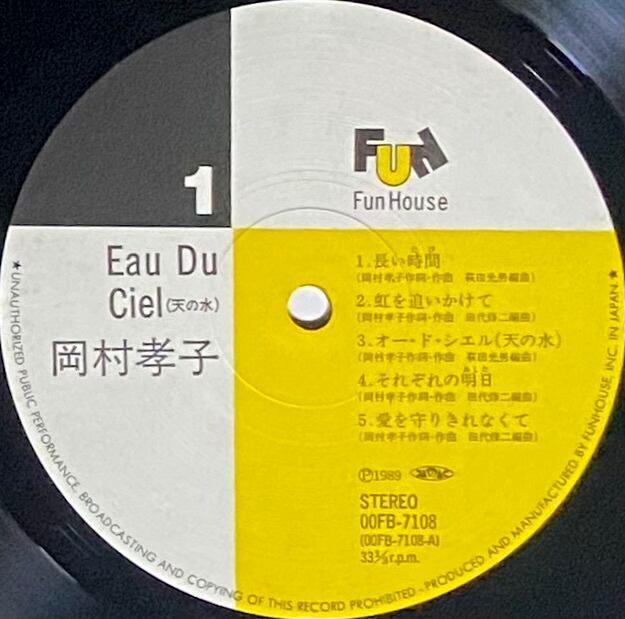 Fun
Fun House
1
Eau Du
Ciel(天の水)
岡村孝子
1.長い時間
(岡村孝子作詞・作曲 萩田光男編曲)
2.虹を追いかけて
(岡村孝子作詞・作曲 田代修二編曲)
3.オー・ド・シエル(天の水)
(岡村孝子作詞・作曲 萩田光男編曲)
4.それぞれの明日
(岡村孝子作詞・作曲 田代修二編曲)
5.愛を守りきれなくて
(岡村孝子作詞・作曲 田代修二編曲)
Ⓟ1989
STEREO
00FB-7108
(00FB-7108-A)
33⅓r.p.m.
★UNAUTHORIZED PUBLIC PERFORMANCE, BROADCASTING AND COPYING OF THIS RECORD PROHIBITED-PRODUCED AND MANUFACTURED BY FUNHOUSE, INC. IN JAPAN★